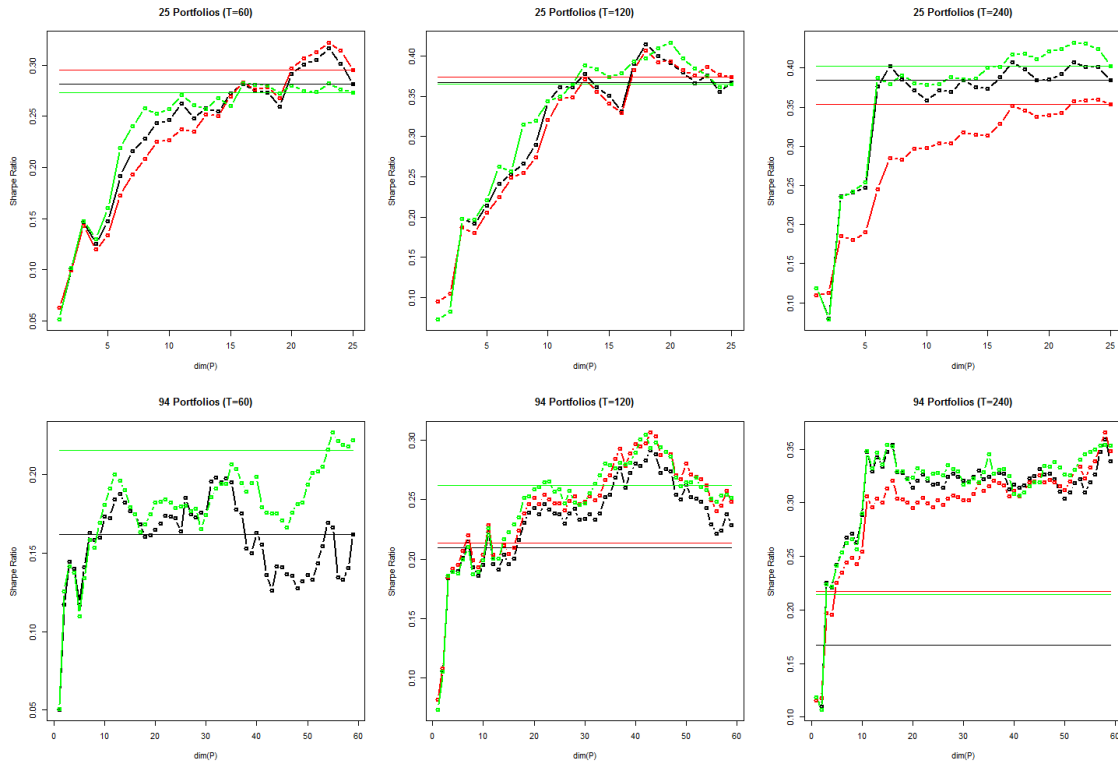 25 Portfolios (T=60)
Sharpe Ratio
0.05 0.10 0.15 0.20 0.25 0.30
5 10 15 20 25
dim(P)
25 Portfolios (T=120)
Sharpe Ratio
0.10 0.15 0.20 0.25 0.30 0.35 0.40
5 10 15 20 25
dim(P)
25 Portfolios (T=240)
Sharpe Ratio
0.10 0.15 0.20 0.25 0.30 0.35 0.40
5 10 15 20 25
dim(P)
94 Portfolios (T=60)
Sharpe Ratio
0.05 0.10 0.15 0.20
0 10 20 30 40 50 60
dim(P)
94 Portfolios (T=120)
Sharpe Ratio
0.10 0.15 0.20 0.25 0.30
0 10 20 30 40 50 60
dim(P)
94 Portfolios (T=240)
Sharpe Ratio
0.10 0.15 0.20 0.25 0.30 0.35
0 10 20 30 40 50 60
dim(P)